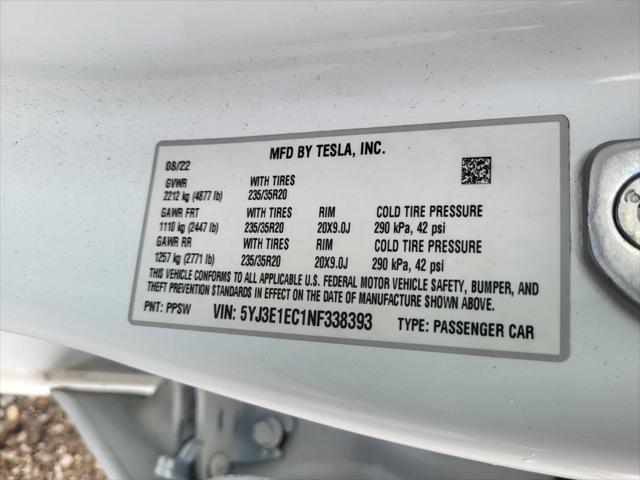 MFD BY TESLA, INC.
08/22
GVWR WITH TIRES
2212 kg (4877 lb) 235/35R20
GAWR FRT WITH TIRES RIM COLD TIRE PRESSURE
1110 kg (2447 lb) 235/35R20 20X9.0J 290 kPa, 42 psi
GAWR RR WITH TIRES RIM COLD TIRE PRESSURE
1257 kg (2771 lb) 235/35R20 20X9.0J 290 kPa, 42 psi
THIS VEHICLE CONFORMS TO ALL APPLICABLE U.S. FEDERAL MOTOR VEHICLE SAFETY, BUMPER, AND
THEFT PREVENTION STANDARDS IN EFFECT ON THE DATE OF MANUFACTURE SHOWN ABOVE.
PNT: PPSW VIN: 5YJ3E1EC1NF338393 TYPE: PASSENGER CAR